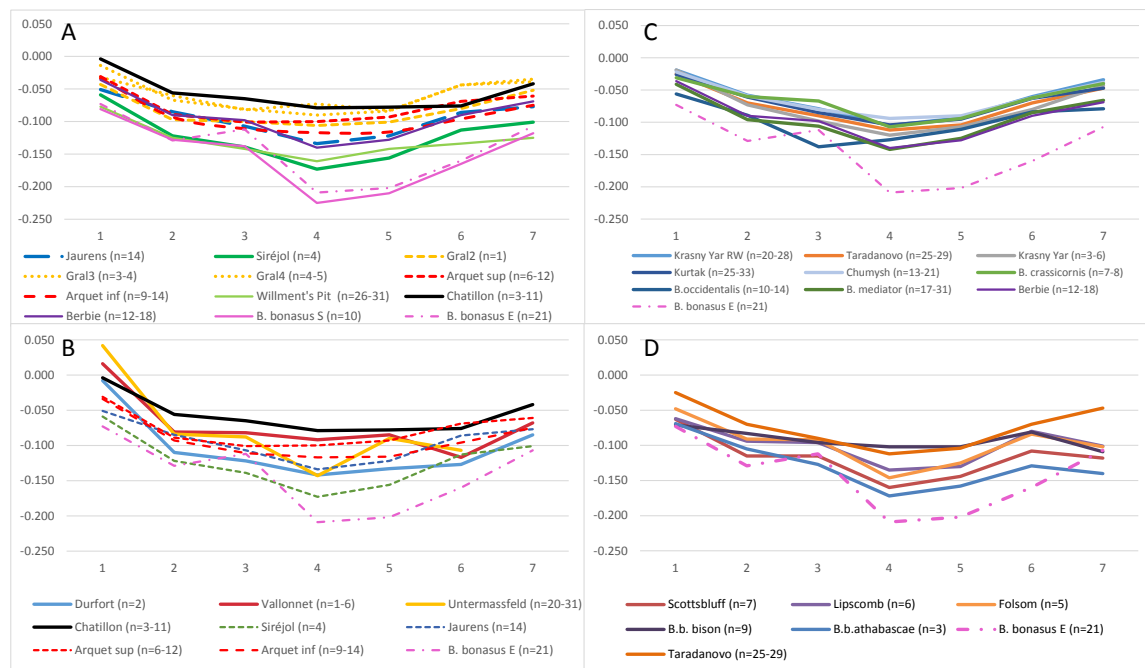 A
0.050
0.000
-0.050
-0.100
-0.150
-0.200
-0.250
1 2 3 4 5 6 7
Jaurens (n=14) Siréjol (n=4) Gral2 (n=1)
Gral3 (n=3-4) Gral4 (n=4-5) Arquet sup (n=6-12)
Arquet inf (n=9-14) Willment's Pit (n=26-31) Chatillon (n=3-11)
Berbie (n=12-18) B. bonasus S (n=10) B. bonasus E (n=21)
C
0.050
0.000
-0.050
-0.100
-0.150
-0.200
-0.250
1 2 3 4 5 6 7
Krasny Yar RW (n=20-28) Taradanovo (n=25-29) Krasny Yar (n=3-6)
Kurtak (n=25-33) Chumysh (n=13-21) B. crassicornis (n=7-8)
B.occidentalis (n=10-14) B. mediator (n=17-31) Berbie (n=12-18)
B. bonasus E (n=21)
B
0.050
0.000
-0.050
-0.100
-0.150
-0.200
-0.250
1 2 3 4 5 6 7
Durfort (n=2) Vallonnet (n=1-6) Untermassfeld (n=20-31)
Chatillon (n=3-11) Siréjol (n=4) Jaurens (n=14)
Arquet sup (n=6-12) Arquet inf (n=9-14) B. bonasus E (n=21)
D
0.050
0.000
-0.050
-0.100
-0.150
-0.200
-0.250
1 2 3 4 5 6 7
Scottsbluff (n=7) Lipscomb (n=6) Folsom (n=5)
B.b. bison (n=9) B.b.athabascae (n=3) B. bonasus E (n=21)
Taradanovo (n=25-29)